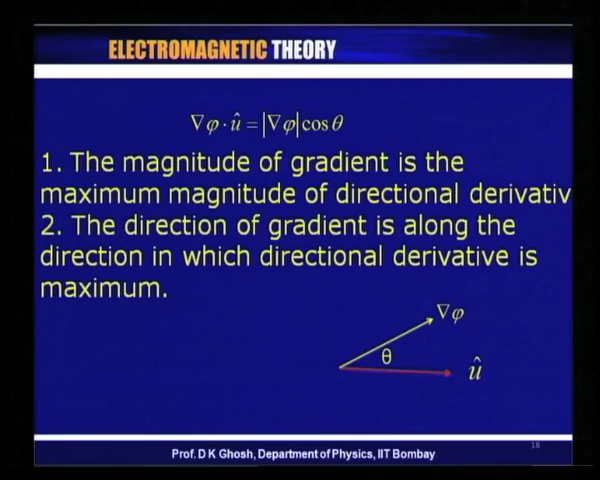 ELECTROMAGNETIC THEORY
∇φ · û = |∇φ| cos θ
1. The magnitude of gradient is the
maximum magnitude of directional derivativ
2. The direction of gradient is along the
direction in which directional derivative is
maximum.
∇φ
θ
û
18
Prof. D K Ghosh, Department of Physics, IIT Bombay